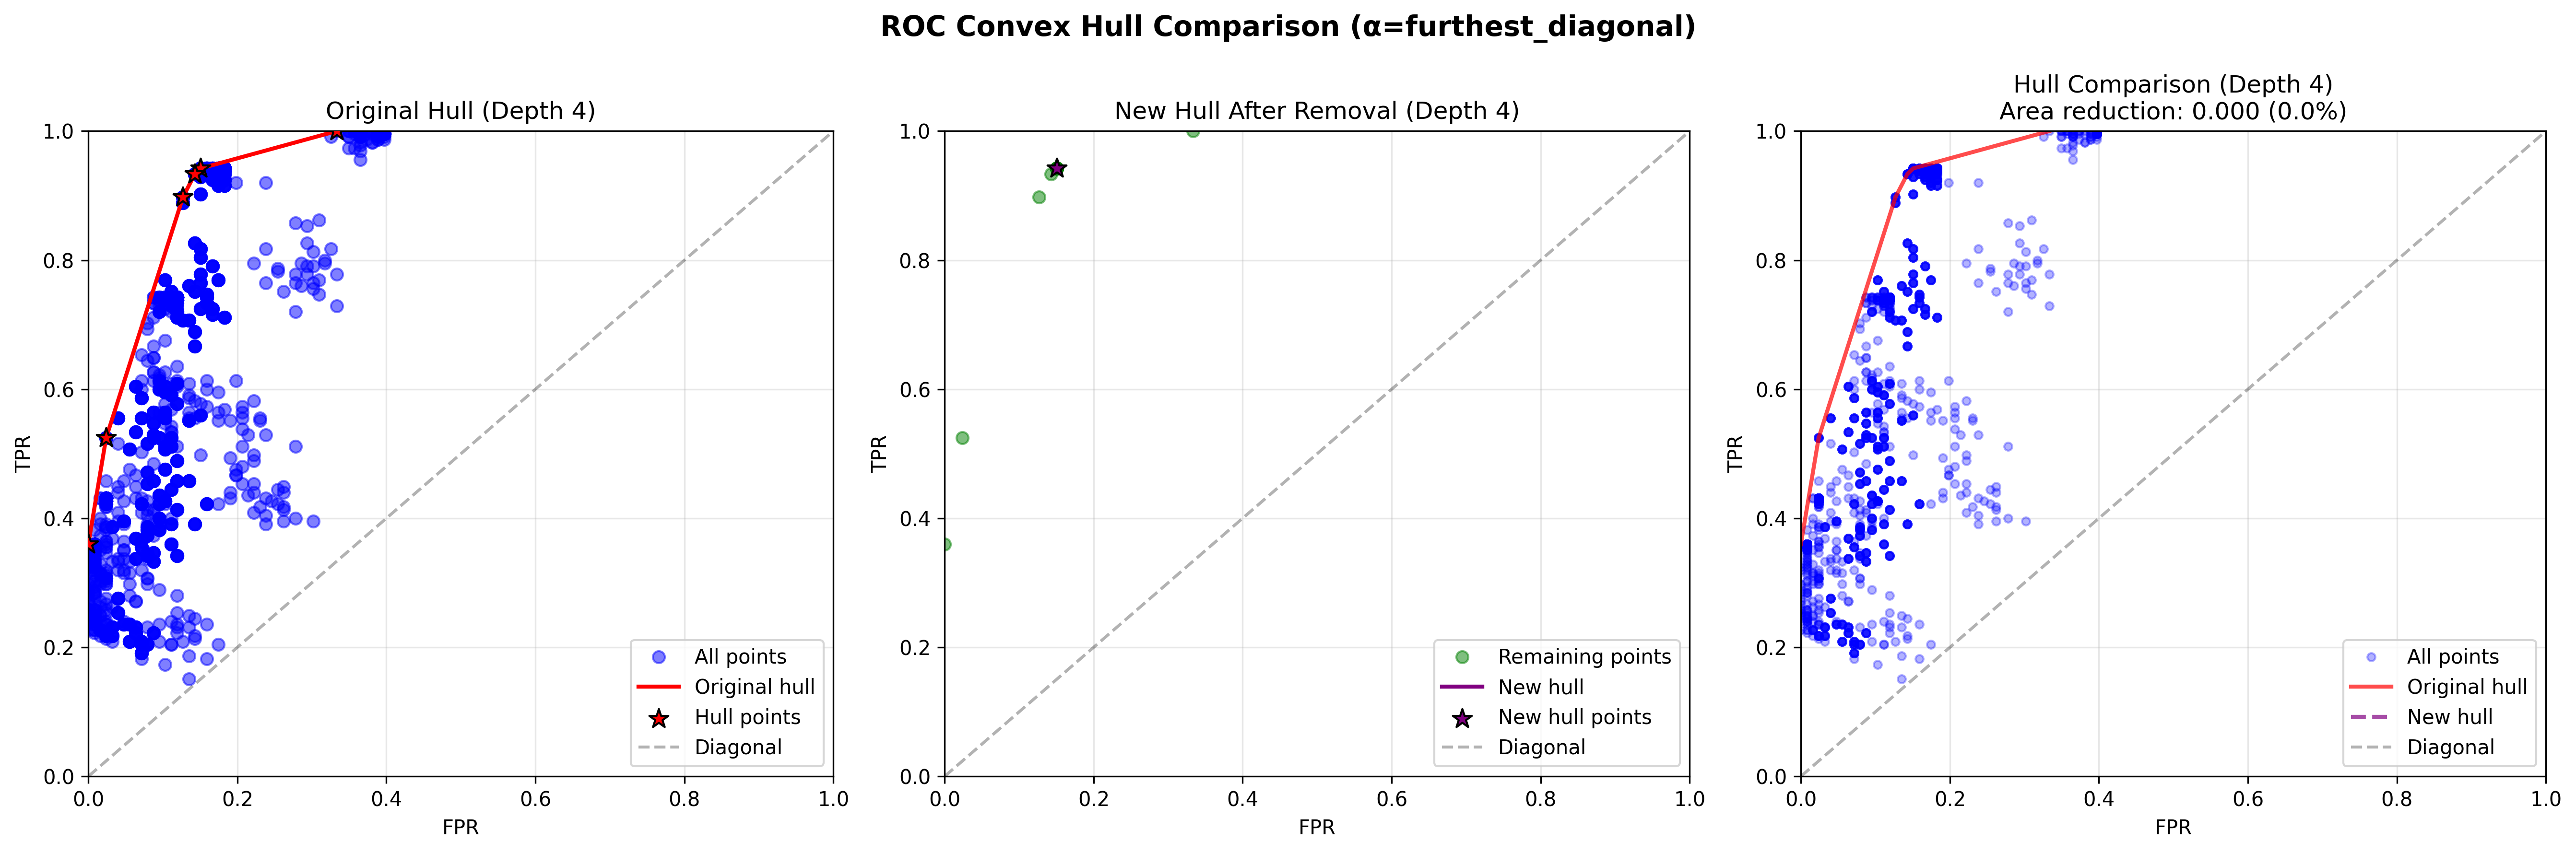 ROC Convex Hull Comparison (α=furthest_diagonal)
Original Hull (Depth 4)
1.0
0.8
0.6
0.4
0.2
0.0
TPR
0.0 0.2 0.4 0.6 0.8 1.0
FPR
All points
Original hull
Hull points
Diagonal
New Hull After Removal (Depth 4)
1.0
0.8
0.6
0.4
0.2
0.0
TPR
0.0 0.2 0.4 0.6 0.8 1.0
FPR
Remaining points
New hull
New hull points
Diagonal
Hull Comparison (Depth 4)
Area reduction: 0.000 (0.0%)
1.0
0.8
0.6
0.4
0.2
0.0
TPR
0.0 0.2 0.4 0.6 0.8 1.0
FPR
All points
Original hull
New hull
Diagonal